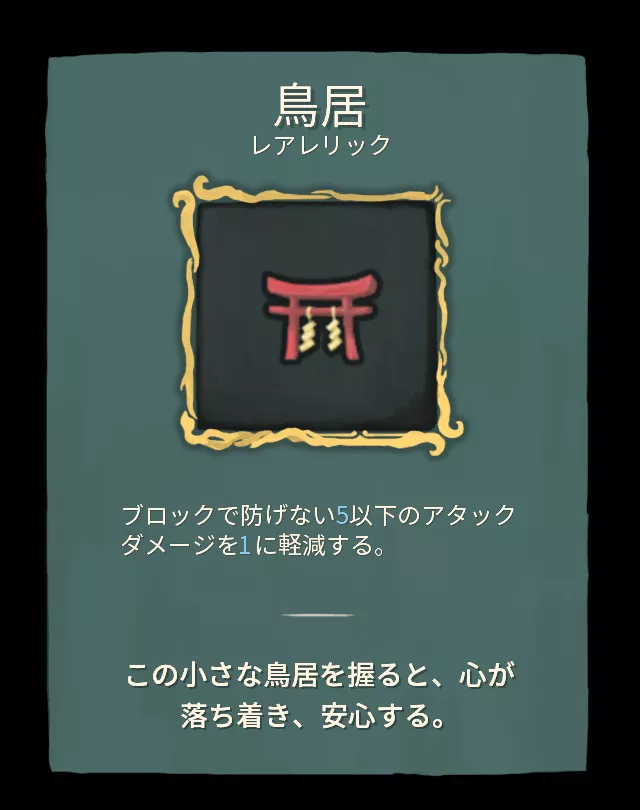 鳥居
レアレリック
ブロックで防げない5以下のアタック
ダメージを1に軽減する。
この小さな鳥居を握ると、心が
落ち着き、安心する。